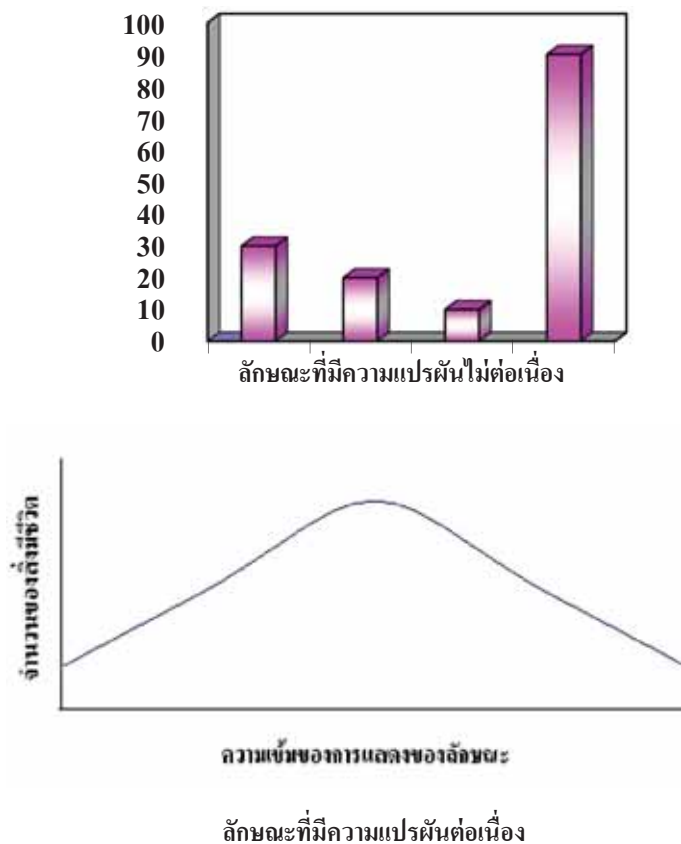 100
90
80
70
60
50
40
30
20
10
0
ลักษณะที่มีความแปรผันไม่ต่อเนื่อง
จำนวนของสิ่งมีชีวิต
ความเข้มของการแสดงของลักษณะ
ลักษณะที่มีความแปรผันต่อเนื่อง